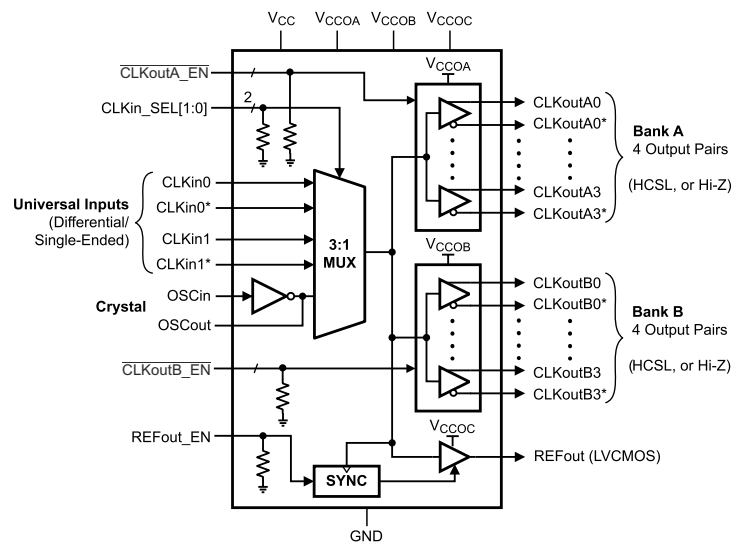 VCC VCCOA VCCOB VCCOC
CLKoutA_EN
CLKin_SEL[1:0]
2
VCCOA
CLKoutA0
CLKoutA0*
CLKoutA3
CLKoutA3*
Bank A
4 Output Pairs
(HCSL, or Hi-Z)
Universal Inputs
(Differential/
Single-Ended)
CLKin0
CLKin0*
CLKin1
CLKin1*
3:1
MUX
Crystal
OSCin
OSCout
VCCOB
CLKoutB0
CLKoutB0*
CLKoutB3
CLKoutB3*
Bank B
4 Output Pairs
(HCSL, or Hi-Z)
CLKoutB_EN
REFout_EN
SYNC
VCCOC
REFout (LVCMOS)
GND